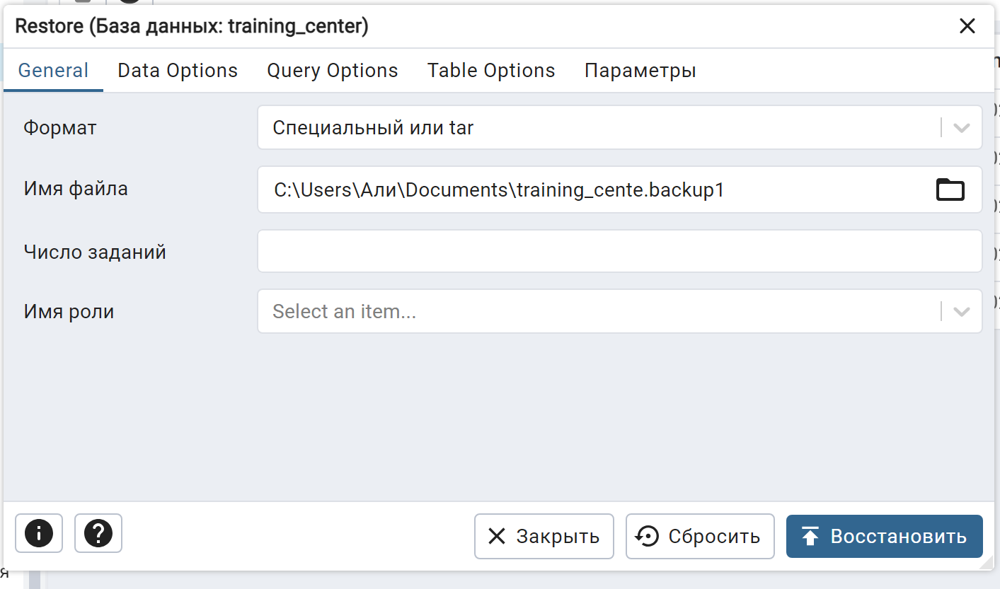 Restore (База данных: training_center)
General Data Options Query Options Table Options Параметры
Формат Специальный или tar
Имя файла C:\Users\Али\Documents\training_cente.backup1
Число заданий
Имя роли Select an item...
Закрыть Сбросить Восстановить
я